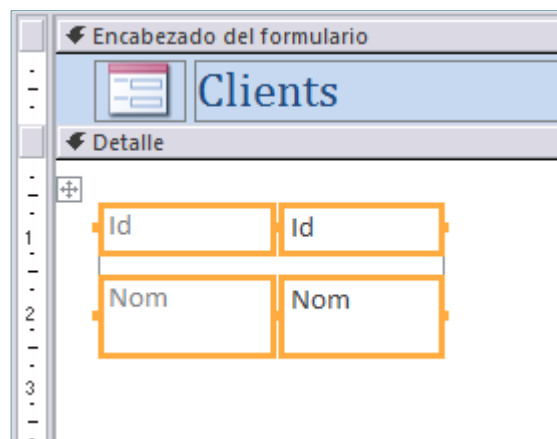 Encabezado del formulario
Clients
Detalle
Id Id
1
Nom Nom
2
3